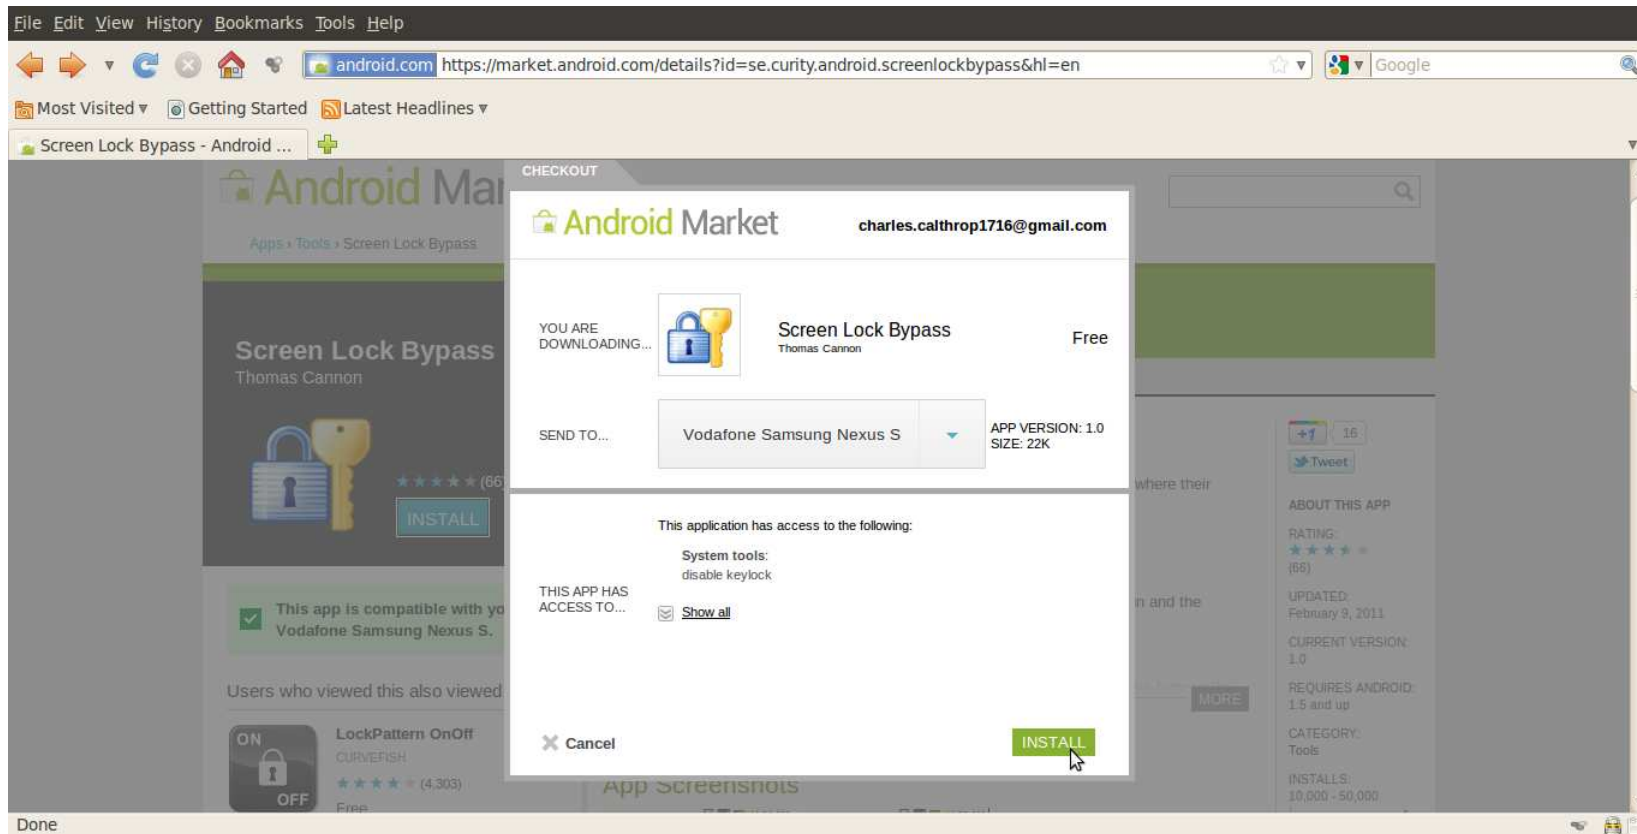 File Edit View History Bookmarks Tools Help
android.com https://market.android.com/details?id=se.curity.android.screenlockbypass&hl=en
Google
Most Visited Getting Started Latest Headlines
Screen Lock Bypass - Android ...
CHECKOUT
Android Mar
Apps › Tools › Screen Lock Bypass
Android Market
charles.calthrop1716@gmail.com
YOU ARE
DOWNLOADING...
Screen Lock Bypass
Thomas Cannon
Free
SEND TO...
Vodafone Samsung Nexus S
APP VERSION: 1.0
SIZE: 22K
THIS APP HAS
ACCESS TO...
This application has access to the following:
System tools:
disable keylock
Show all
Cancel
INSTALL
Screen Lock Bypass
Thomas Cannon
(66
INSTALL
This app is compatible with yo
Vodafone Samsung Nexus S.
Users who viewed this also viewed
ON
OFF
LockPattern OnOff
CURVEFISH
(4,303)
Free
where their
n and the
MORE
App Screenshots
+1 16
Tweet
ABOUT THIS APP
RATING:
(66)
UPDATED:
February 9, 2011
CURRENT VERSION:
1.0
REQUIRES ANDROID:
1.5 and up
CATEGORY:
Tools
INSTALLS:
10,000 - 50,000
Done